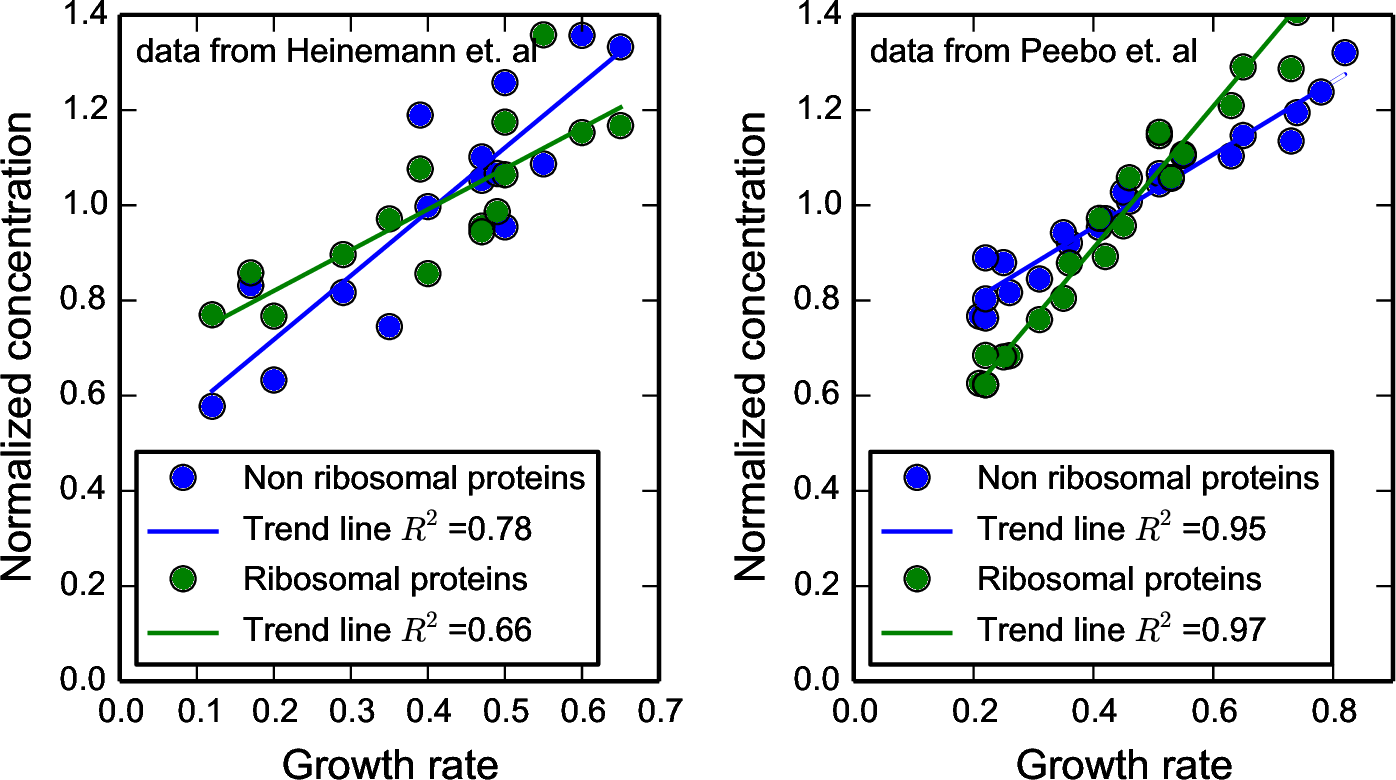 1.4
1.2
1.0
0.8
0.6
0.4
0.2
0.0
Normalized concentration
data from Heinemann et. al
Non ribosomal proteins
Trend line R² =0.78
Ribosomal proteins
Trend line R² =0.66
0.0 0.1 0.2 0.3 0.4 0.5 0.6 0.7
Growth rate
1.4
1.2
1.0
0.8
0.6
0.4
0.2
0.0
Normalized concentration
data from Peebo et. al
Non ribosomal proteins
Trend line R² =0.95
Ribosomal proteins
Trend line R² =0.97
0.0 0.2 0.4 0.6 0.8
Growth rate